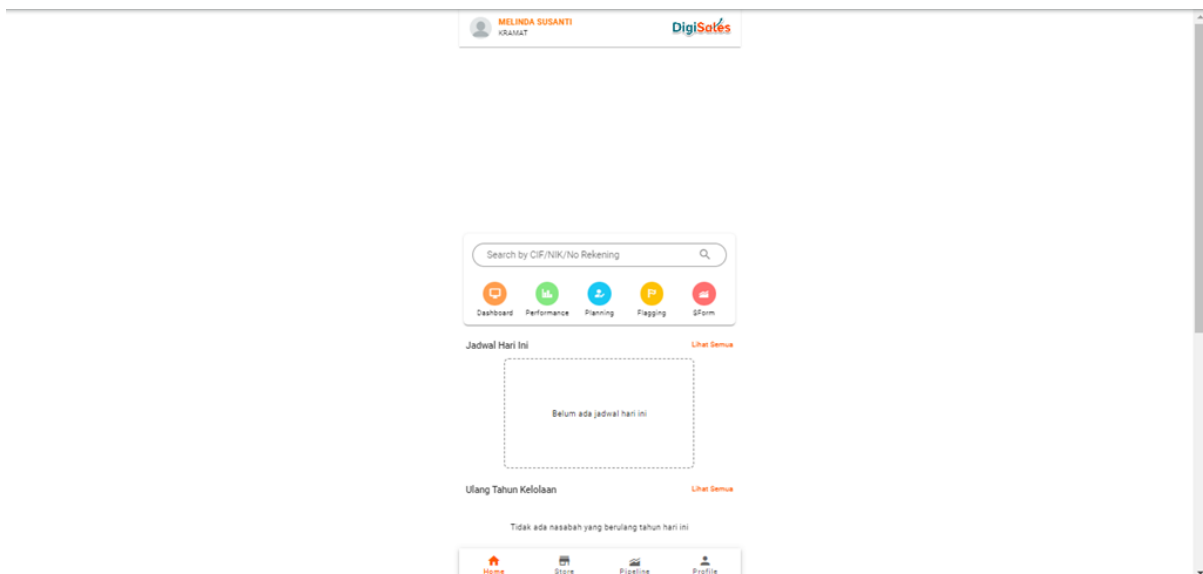 MELINDA SUSANTI
KRAMAT
DigiSales
Search by CIF/NIK/No Rekening
Dashboard Performance Planning Flagging SForm
Jadwal Hari Ini Lihat Semua
Belum ada jadwal hari ini
Ulang Tahun Kelolaan Lihat Semua
Tidak ada nasabah yang berulang tahun hari ini
Home Store Pipeline Profile